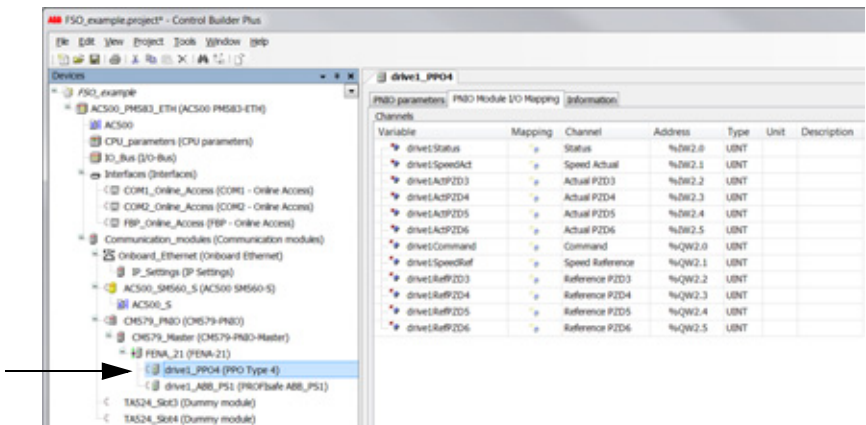 ABB FSO_example.project* - Control Builder Plus
File Edit View Project Tools Window Help
Devices
FSO_example
AC500_PM583_ETH (AC500 PM583-ETH)
AC500
CPU_parameters (CPU parameters)
IO_Bus (I/O-Bus)
Interfaces (Interfaces)
COM1_Online_Access (COM1 - Online Access)
COM2_Online_Access (COM2 - Online Access)
FBP_Online_Access (FBP - Online Access)
Communication_modules (Communication modules)
Onboard_Ethernet (Onboard Ethernet)
IP_Settings (IP Settings)
AC500_SM560_S (AC500 SM560-S)
AC500_S
CM579_PNIO (CM579-PNIO)
CM579_Master (CM579-PNIO-Master)
FENA_21 (FENA-21)
drive1_PPO4 (PPO Type 4)
drive1_ABB_PS1 (PROFIsafe ABB_PS1)
TA524_Slot3 (Dummy module)
TA524_Slot4 (Dummy module)
drive1_PPO4
PNIO parameters PNIO Module I/O Mapping Information
Channels
Variable Mapping Channel Address Type Unit Description
drive1Status Status %IW2.0 UINT
drive1SpeedAct Speed Actual %IW2.1 UINT
drive1ActPZD3 Actual PZD3 %IW2.2 UINT
drive1ActPZD4 Actual PZD4 %IW2.3 UINT
drive1ActPZD5 Actual PZD5 %IW2.4 UINT
drive1ActPZD6 Actual PZD6 %IW2.5 UINT
drive1Command Command %QW2.0 UINT
drive1SpeedRef Speed Reference %QW2.1 UINT
drive1RefPZD3 Reference PZD3 %QW2.2 UINT
drive1RefPZD4 Reference PZD4 %QW2.3 UINT
drive1RefPZD5 Reference PZD5 %QW2.4 UINT
drive1RefPZD6 Reference PZD6 %QW2.5 UINT